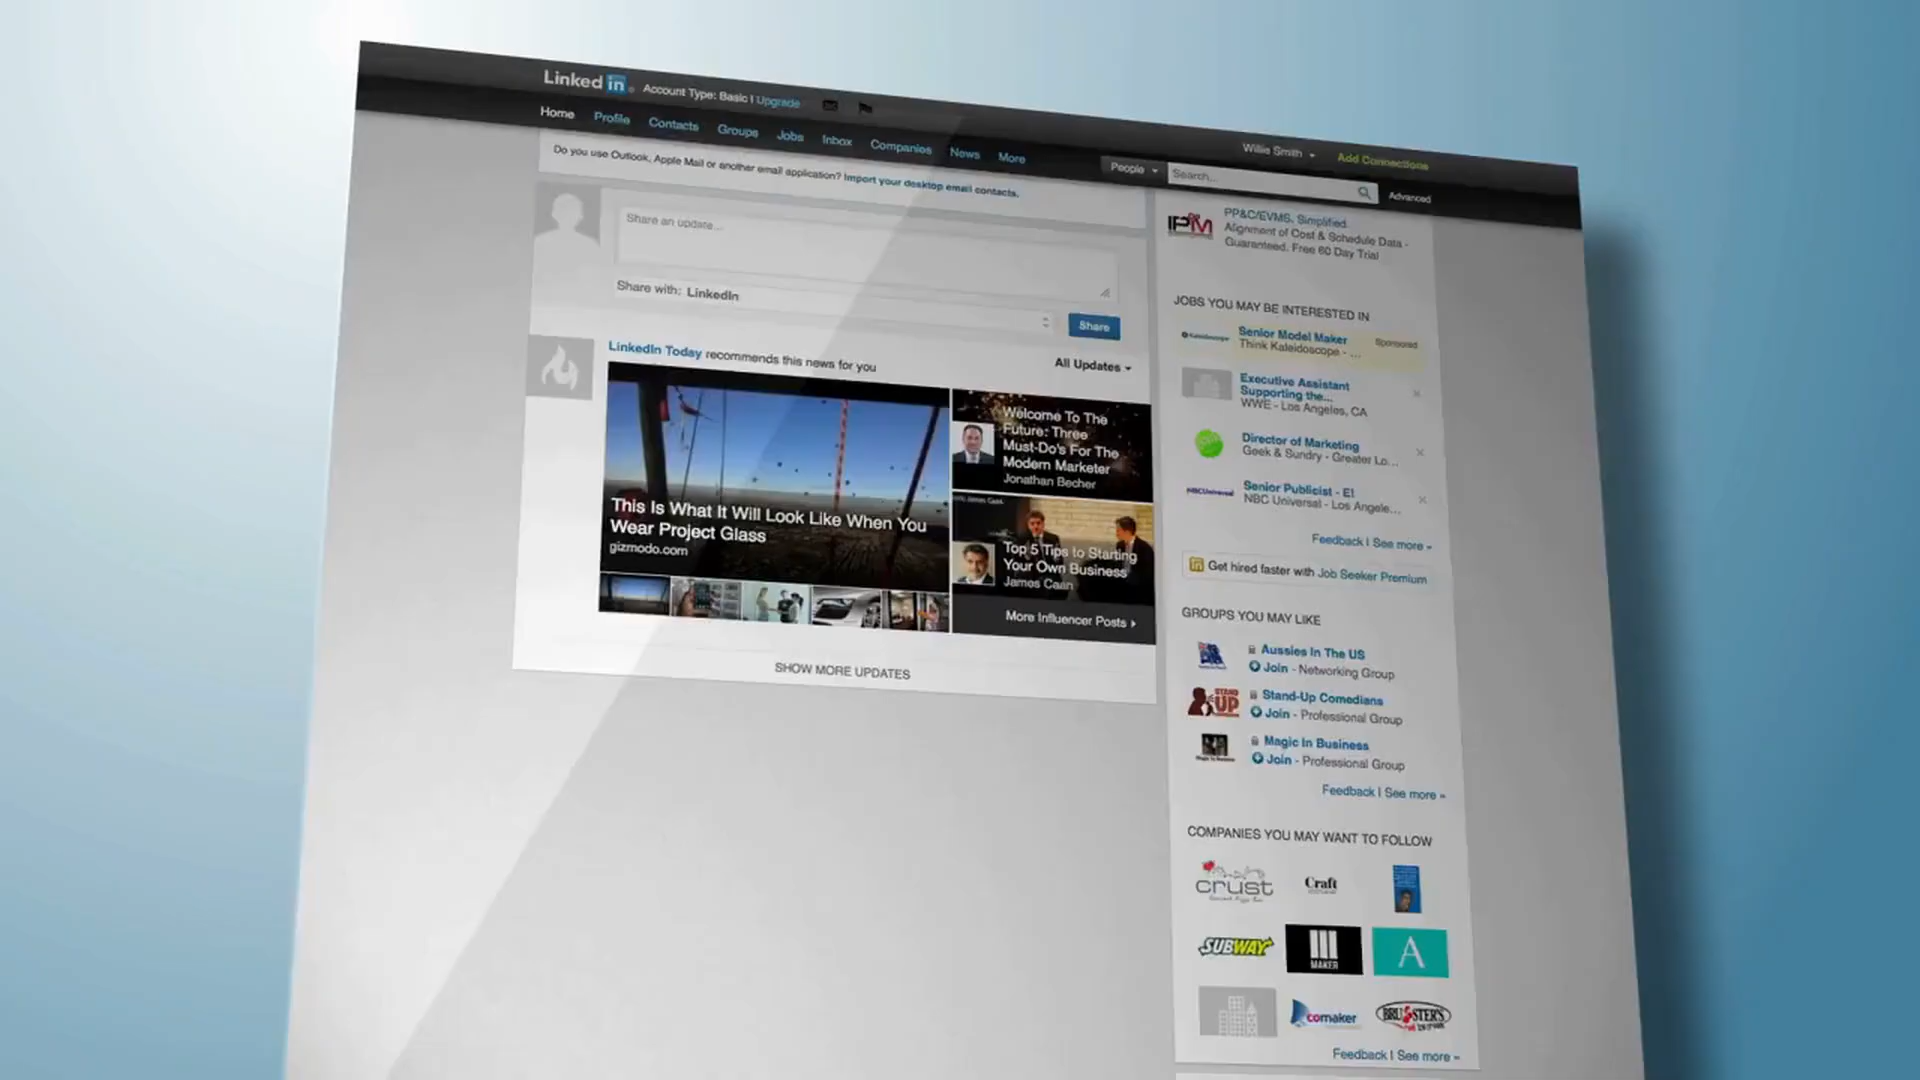 Linked in
Account Type: Basic | Upgrade
Home Profile Contacts Groups Jobs Inbox Companies News More
Willie Smith
Add Connections
People
Search...
Advanced
Do you use Outlook, Apple Mail or another email application? Import your desktop email contacts.
Share an update...
Share with: LinkedIn
Share
LinkedIn Today recommends this news for you
All Updates
This Is What It Will Look Like When You
Wear Project Glass
gizmodo.com
Welcome To The
Future: Three
Must-Do's For The
Modern Marketer
Jonathan Becher
Top 5 Tips to Starting
Your Own Business
James Caan
More Influencer Posts
SHOW MORE UPDATES
IPM
PP&C/EVMS, Simplified.
Alignment of Cost & Schedule Data -
Guaranteed. Free 60 Day Trial
JOBS YOU MAY BE INTERESTED IN
Kaleidoscope
Senior Model Maker
Think Kaleidoscope - ...
Sponsored
Executive Assistant
Supporting the...
WWE - Los Angeles, CA
Director of Marketing
Geek & Sundry - Greater Lo...
NBCUniversal
Senior Publicist - E!
NBC Universal - Los Angele...
Feedback | See more »
in Get hired faster with Job Seeker Premium
GROUPS YOU MAY LIKE
Aussies In The US
Join - Networking Group
STAND
UP
Stand-Up Comedians
Join - Professional Group
Magic In Business
Join - Professional Group
Feedback | See more »
COMPANIES YOU MAY WANT TO FOLLOW
crust
Craft
SUBWAY
MAKER
A
comaker
BRUSTER'S
Feedback | See more »